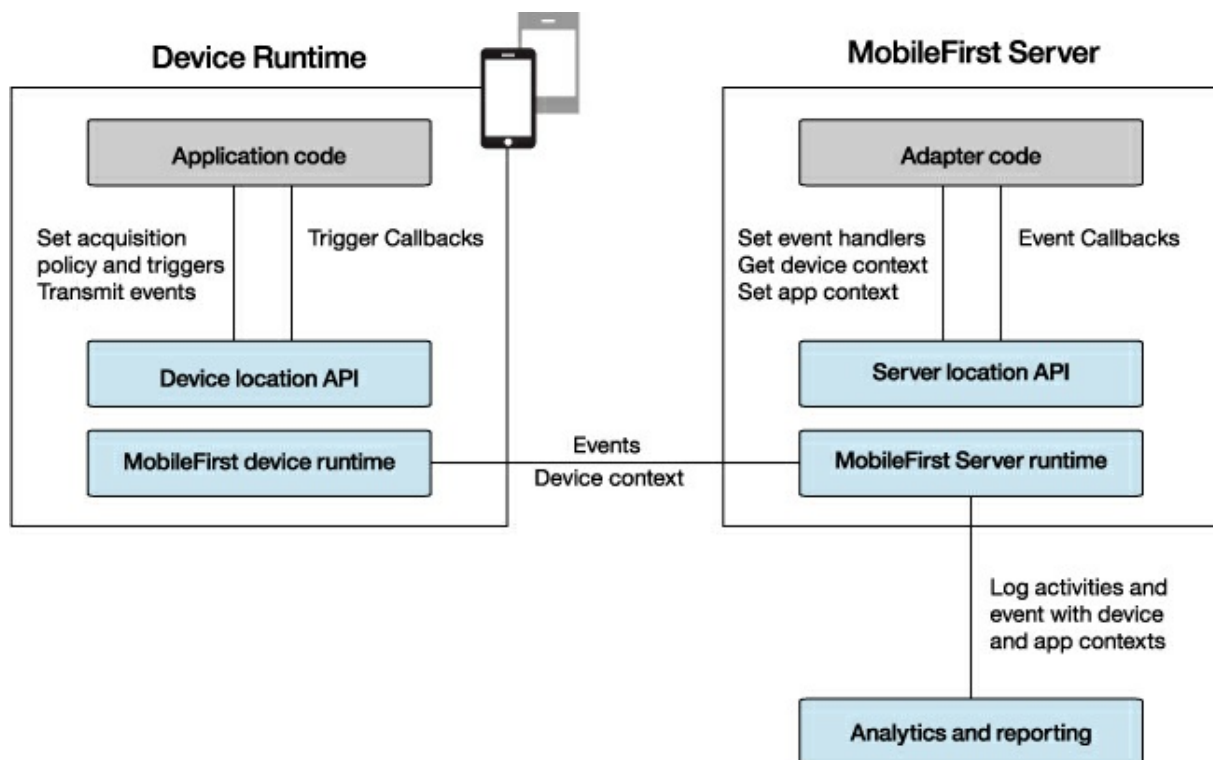 Device Runtime
MobileFirst Server
Application code
Set acquisition
policy and triggers
Transmit events
Trigger Callbacks
Device location API
MobileFirst device runtime
Events
Device context
Adapter code
Set event handlers
Get device context
Set app context
Event Callbacks
Server location API
MobileFirst Server runtime
Log activities and
event with device
and app contexts
Analytics and reporting